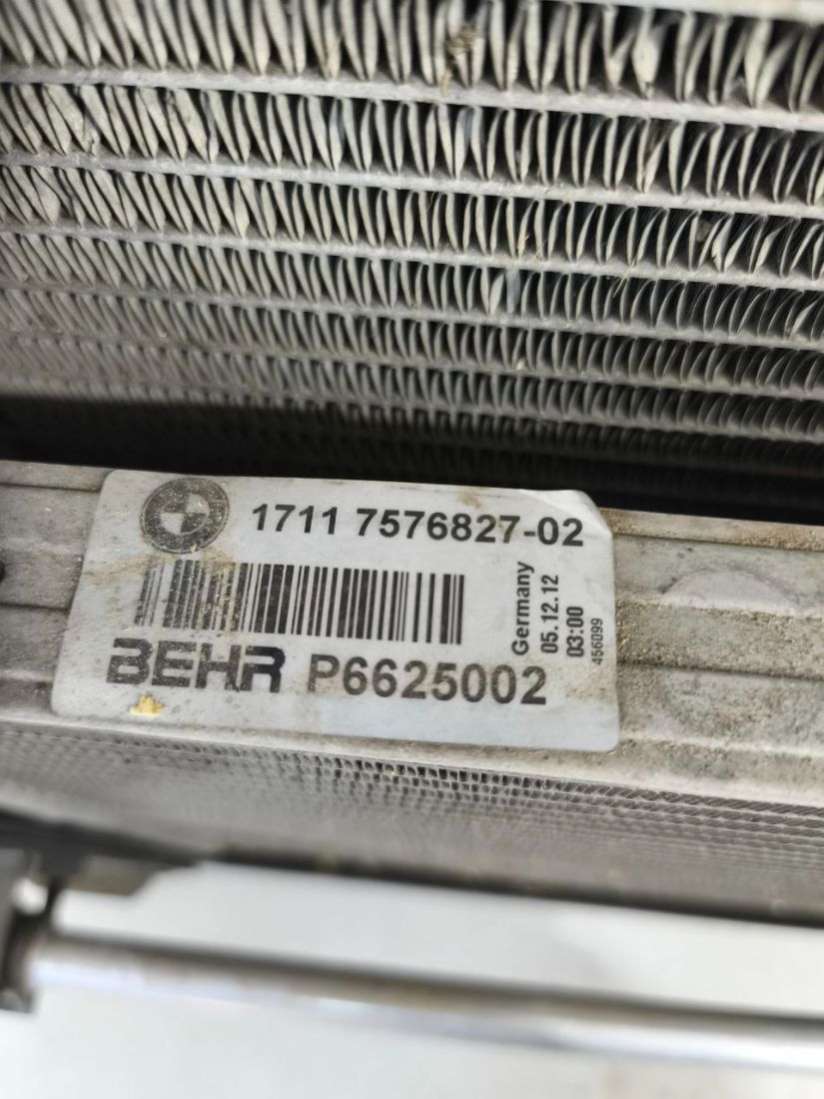 1711 7576827-02
BEHR P6625002
Germany
05.12.12
03:00
456099